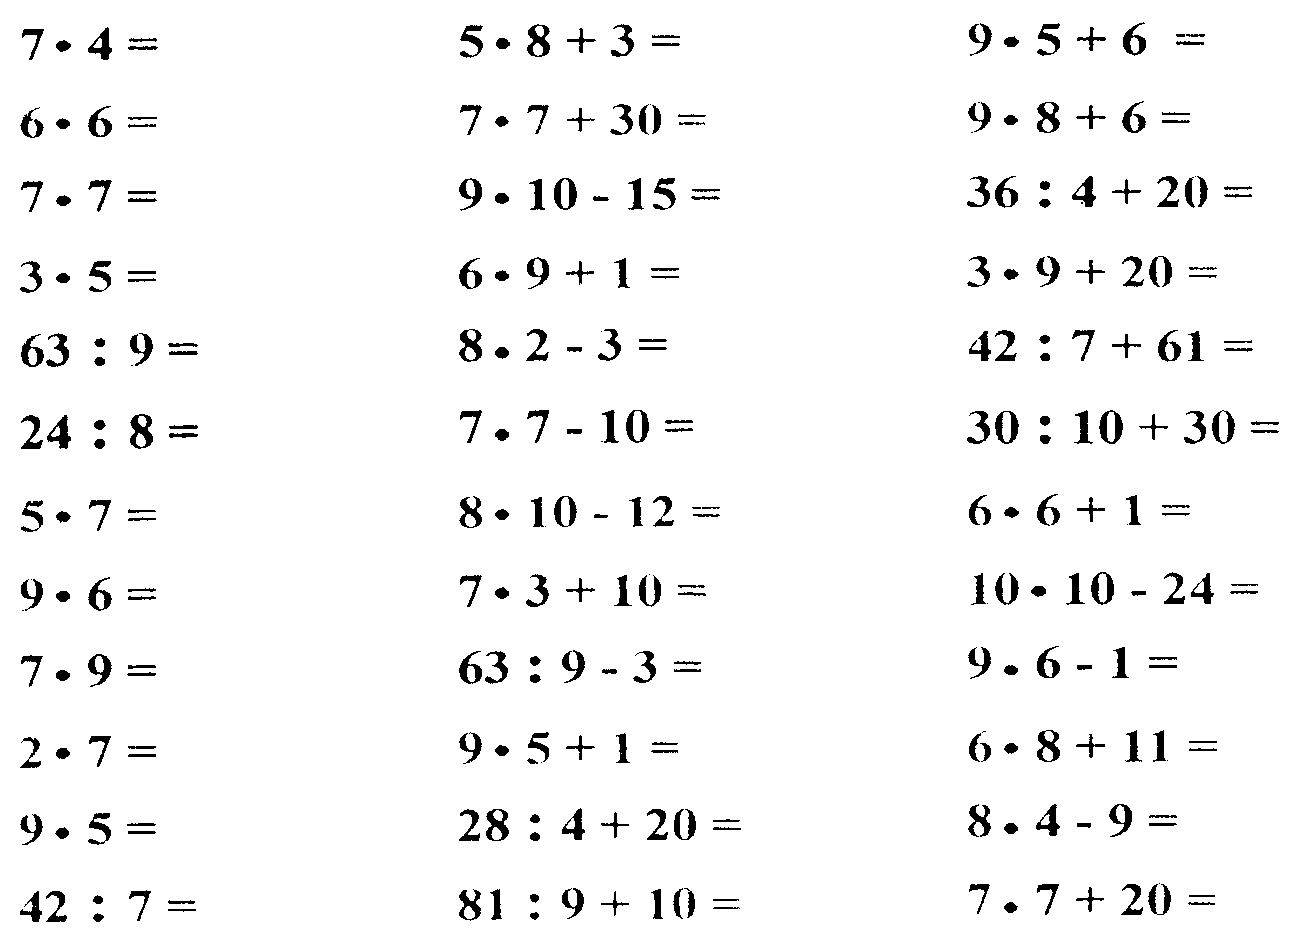 7 • 4 =
6 • 6 =
7 • 7 =
3 • 5 =
63 : 9 =
24 : 8 =
5 • 7 =
9 • 6 =
7 • 9 =
2 • 7 =
9 • 5 =
42 : 7 =
5 • 8 + 3 =
7 • 7 + 30 =
9 • 10 - 15 =
6 • 9 + 1 =
8 • 2 - 3 =
7 • 7 - 10 =
8 • 10 - 12 =
7 • 3 + 10 =
63 : 9 - 3 =
9 • 5 + 1 =
28 : 4 + 20 =
81 : 9 + 10 =
9 • 5 + 6 =
9 • 8 + 6 =
36 : 4 + 20 =
3 • 9 + 20 =
42 : 7 + 61 =
30 : 10 + 30 =
6 • 6 + 1 =
10 • 10 - 24 =
9 • 6 - 1 =
6 • 8 + 11 =
8 • 4 - 9 =
7 • 7 + 20 =